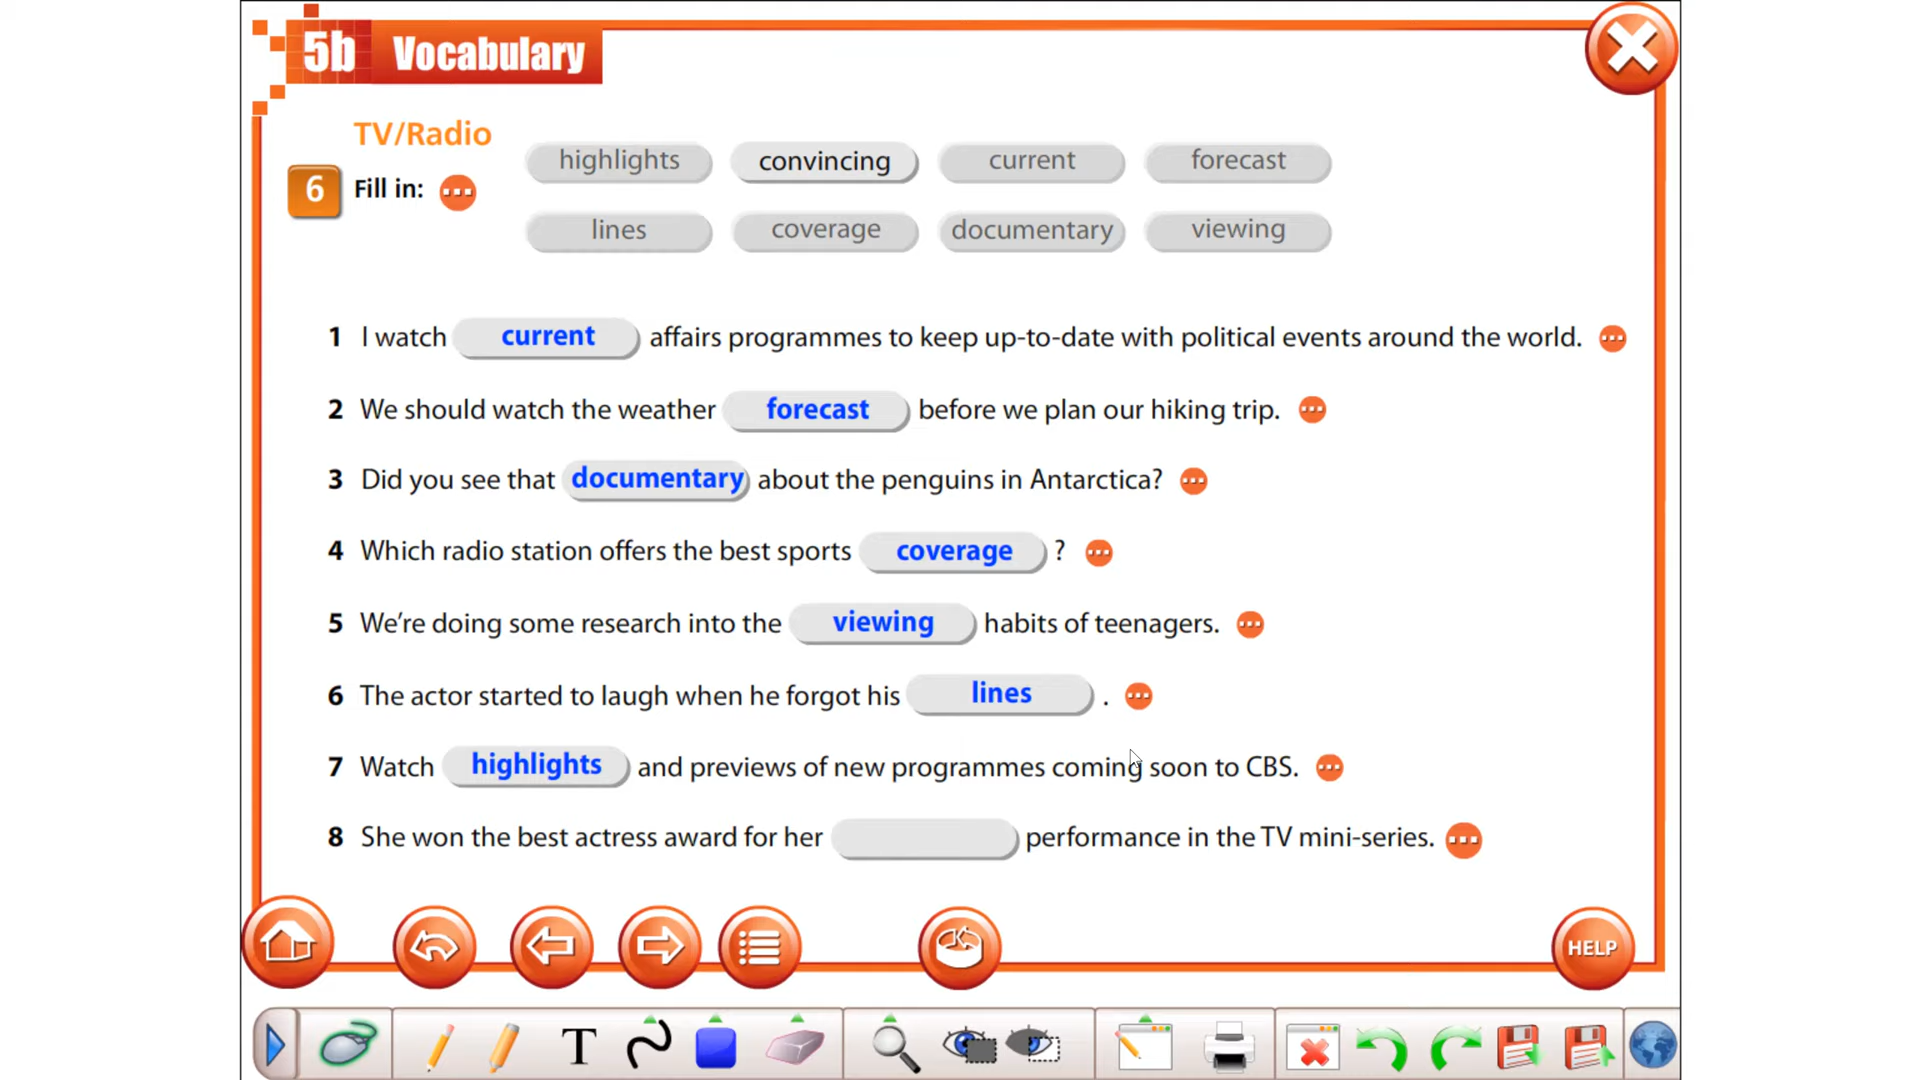 5b Vocabulary
TV/Radio
6 Fill in:
highlights convincing current forecast
lines coverage documentary viewing
1 I watch current affairs programmes to keep up-to-date with political events around the world.
2 We should watch the weather forecast before we plan our hiking trip.
3 Did you see that documentary about the penguins in Antarctica?
4 Which radio station offers the best sports coverage ?
5 We're doing some research into the viewing habits of teenagers.
6 The actor started to laugh when he forgot his lines .
7 Watch highlights and previews of new programmes coming soon to CBS.
8 She won the best actress award for her performance in the TV mini-series.
HELP
T